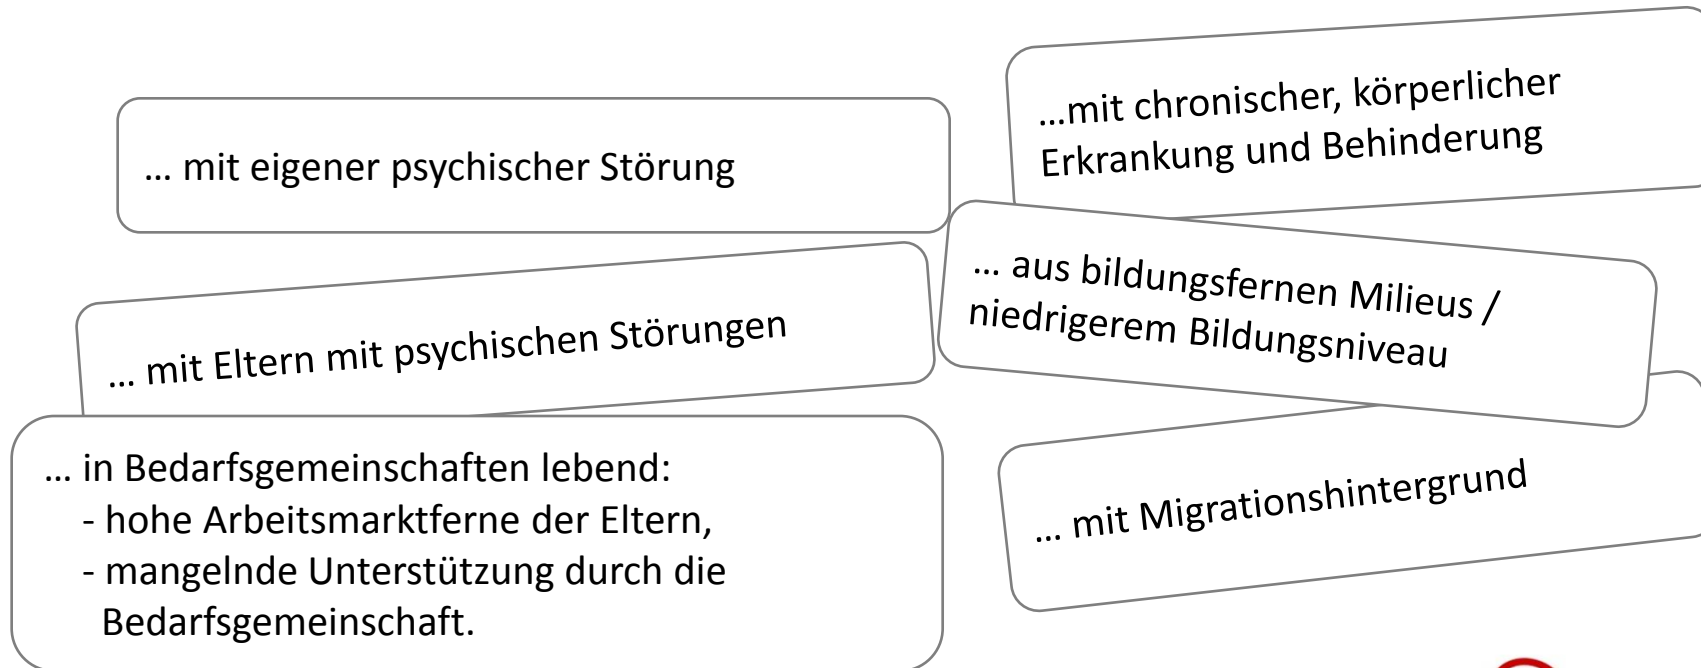 ... mit eigener psychischer Störung
...mit chronischer, körperlicher
Erkrankung und Behinderung
... mit Eltern mit psychischen Störungen
... aus bildungsfernen Milieus /
niedrigerem Bildungsniveau
... in Bedarfsgemeinschaften lebend:
- hohe Arbeitsmarktferne der Eltern,
- mangelnde Unterstützung durch die
Bedarfsgemeinschaft.
... mit Migrationshintergrund